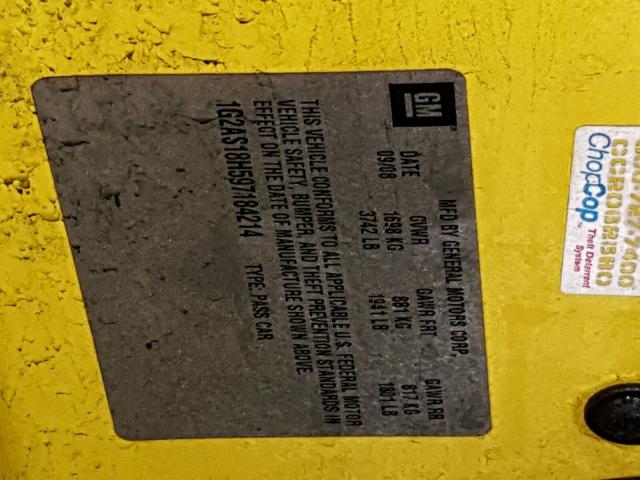 GM
MFD BY GENERAL MOTORS CORP.
DATE GVWR GAWR FRT GAWR RR
09/08 1698 KG 881 KG 817 KG
3742 LB 1941 LB 1801 LB
THIS VEHICLE CONFORMS TO ALL APPLICABLE U.S. FEDERAL MOTOR
VEHICLE SAFETY, BUMPER, AND THEFT PREVENTION STANDARDS IN
EFFECT ON THE DATE OF MANUFACTURE SHOWN ABOVE.
1G2AS18H597184214 TYPE: PASS CAR
ChopCop Theft Deterrent
System